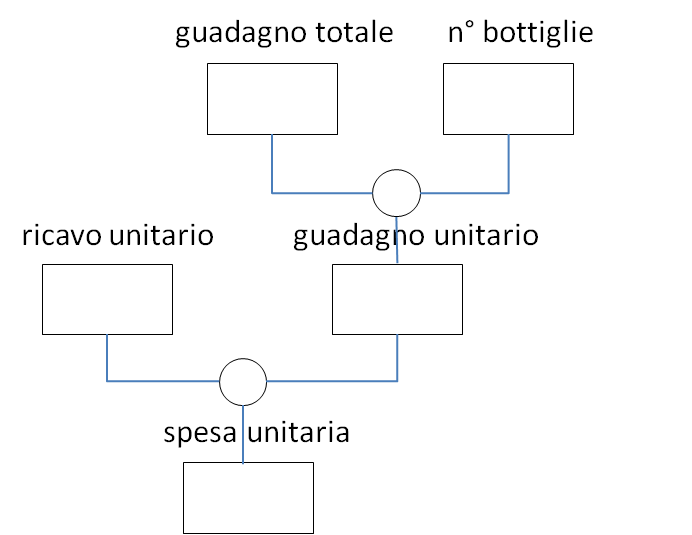 guadagno totale
n° bottiglie
ricavo unitario
guadagno unitario
spesa unitaria